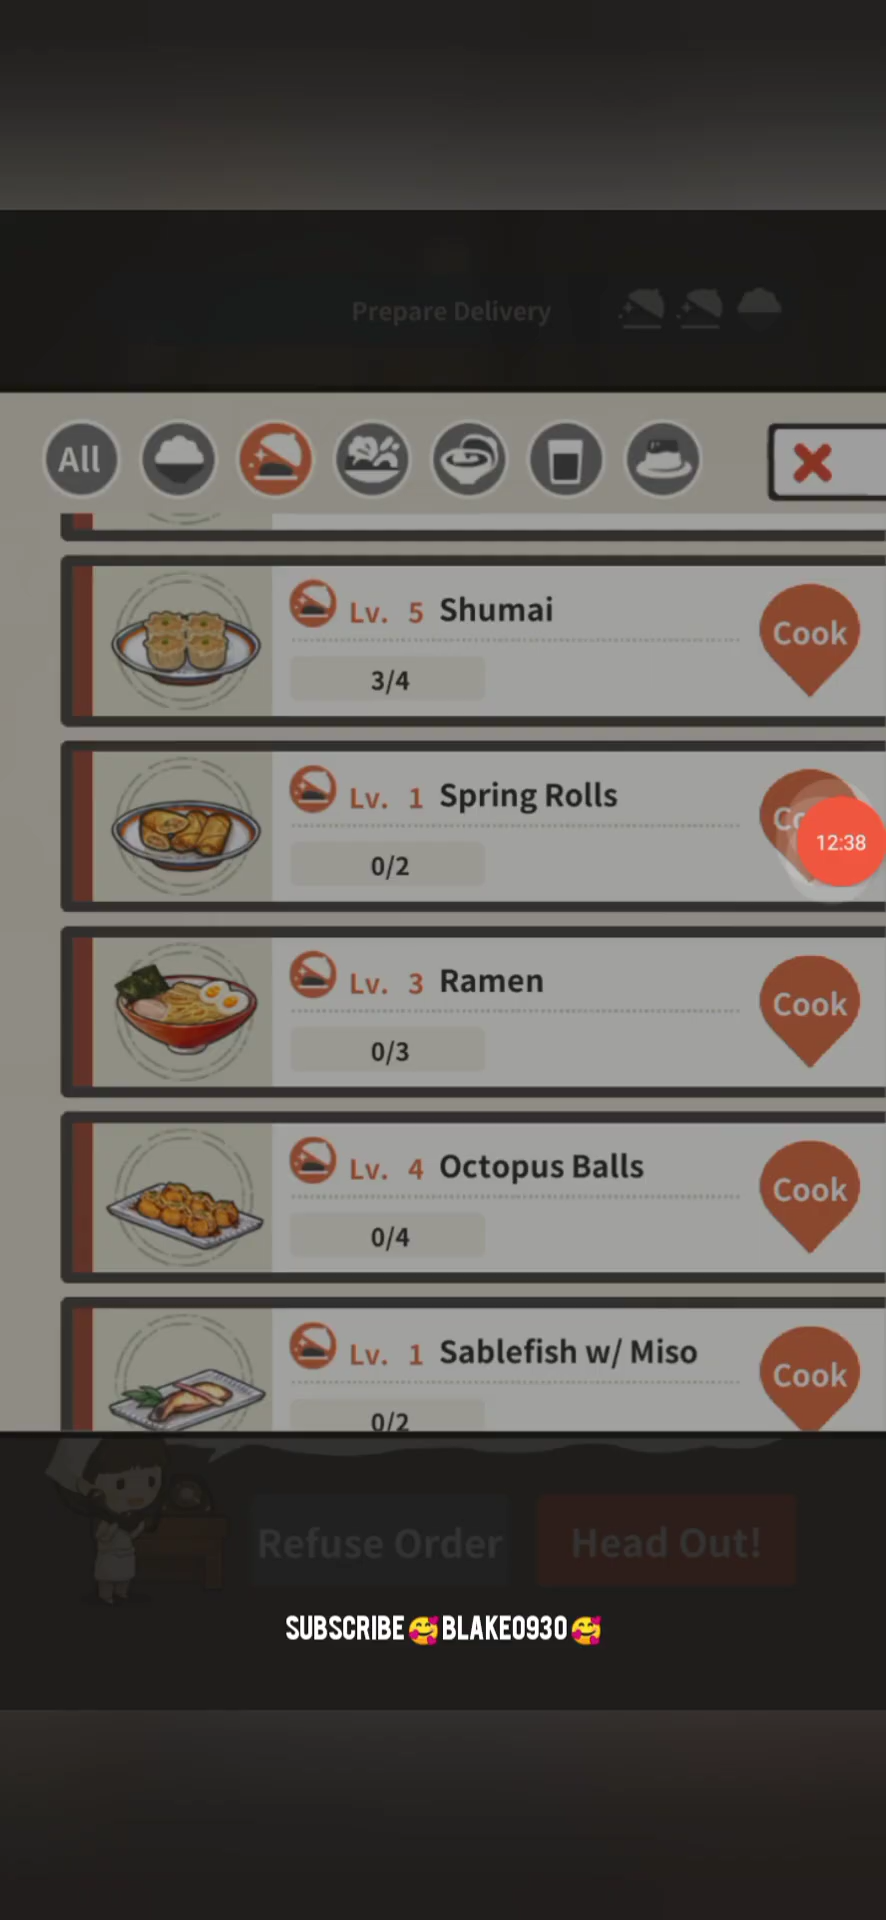 Prepare Delivery
All
Lv. 5 Shumai
Cook
3/4
Lv. 1 Spring Rolls
12:38
0/2
Lv. 3 Ramen
Cook
0/3
Lv. 4 Octopus Balls
Cook
0/4
Lv. 1 Sablefish w/ Miso
Cook
0/2
Refuse Order
Head Out!
SUBSCRIBE🥰BLAKE0930🥰